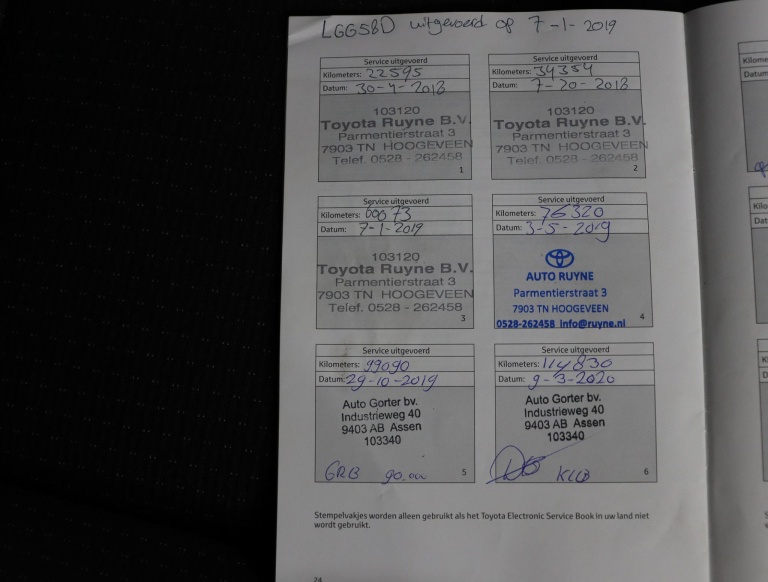 LGG58D uitgevoerd op 7-1-2019
Service uitgevoerd
Kilometers: 22595
Datum: 30-4-2018
103120
Toyota Ruyne B.V.
Parmentierstraat 3
7903 TN HOOGEVEEN
Telef. 0528 - 262458
1
Service uitgevoerd
Kilometers: 34354
Datum: 7-20-2018
103120
Toyota Ruyne B.V.
Parmentierstraat 3
7903 TN HOOGEVEEN
Telef. 0528 - 262458
2
Service uitgevoerd
Kilometers: 60073
Datum: 7-1-2019
103120
Toyota Ruyne B.V.
Parmentierstraat 3
7903 TN HOOGEVEEN
Telef. 0528 - 262458
3
Service uitgevoerd
Kilometers: 76320
Datum: 3-5-2019
AUTO RUYNE
Parmentierstraat 3
7903 TN HOOGEVEEN
0528-262458 info@ruyne.nl
4
Service uitgevoerd
Kilometers: 99090
Datum: 29-10-2019
Auto Gorter bv.
Industrieweg 40
9403 AB Assen
103340
GRB 90.000
5
Service uitgevoerd
Kilometers: 114830
Datum: 9-3-2020
Auto Gorter bv.
Industrieweg 40
9403 AB Assen
103340
KLB
6
Stempelvakjes worden alleen gebruikt als het Toyota Electronic Service Book in uw land niet
wordt gebruikt.
24